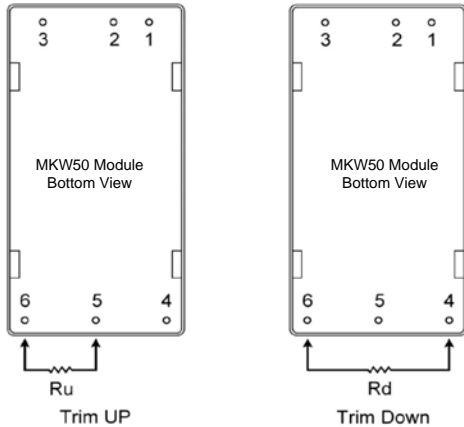 3 2 1
MKW50 Module
Bottom View
6 5 4
Ru
Trim UP
3 2 1
MKW50 Module
Bottom View
6 5 4
Rd
Trim Down